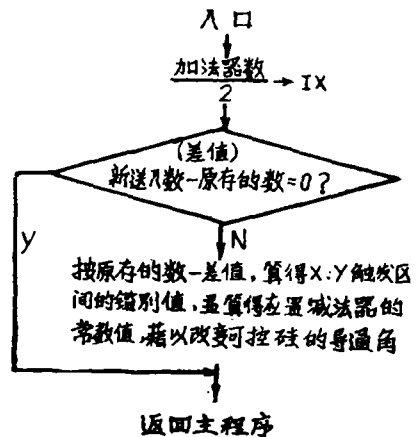 入口
加法器数
2
→IX
(差值)
新送入数-原存的数=0?
Y
N
按原存的数-差值,算得X:Y触发区
间的鉴别值,并算得应置减法器的
常数值,藉以改变可控硅的导通角
返回主程序